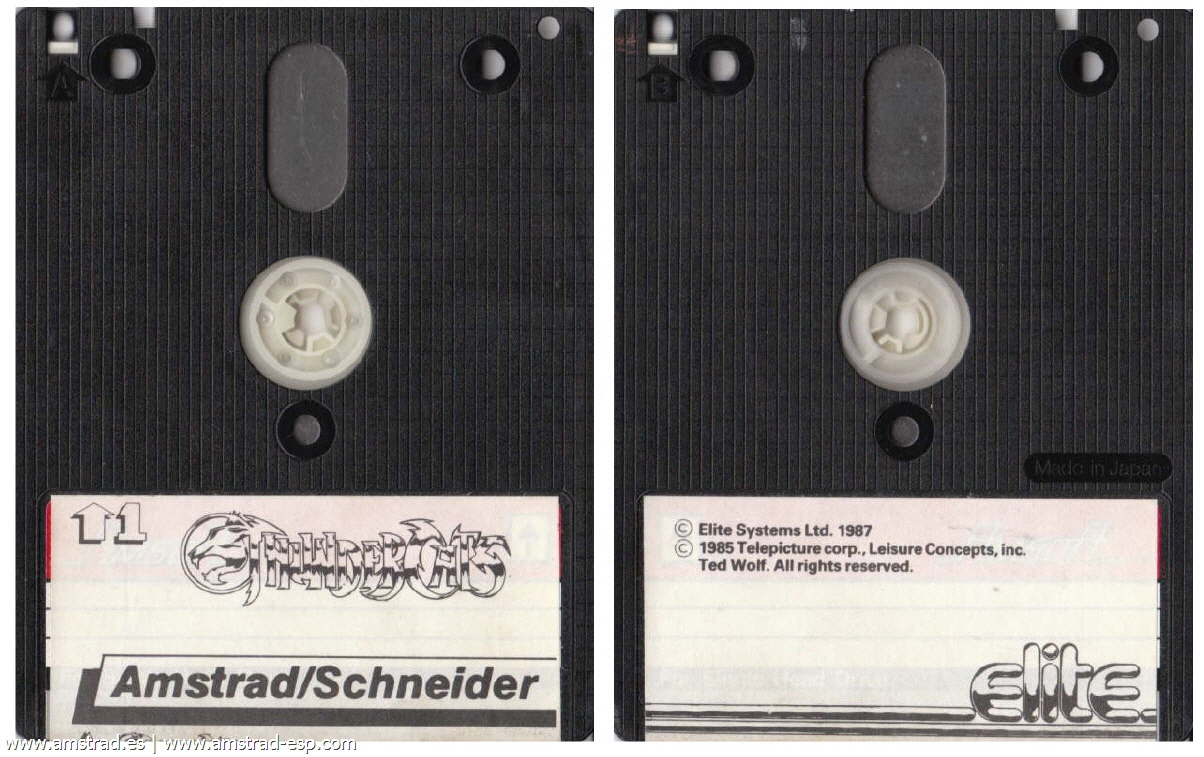 A
B
Made in Japan
1
THUNDERCATS
Amstrad/Schneider
© Elite Systems Ltd. 1987
© 1985 Telepicture corp., Leisure Concepts, inc.
Ted Wolf. All rights reserved.
elite.
www.amstrad.es | www.amstrad-esp.com